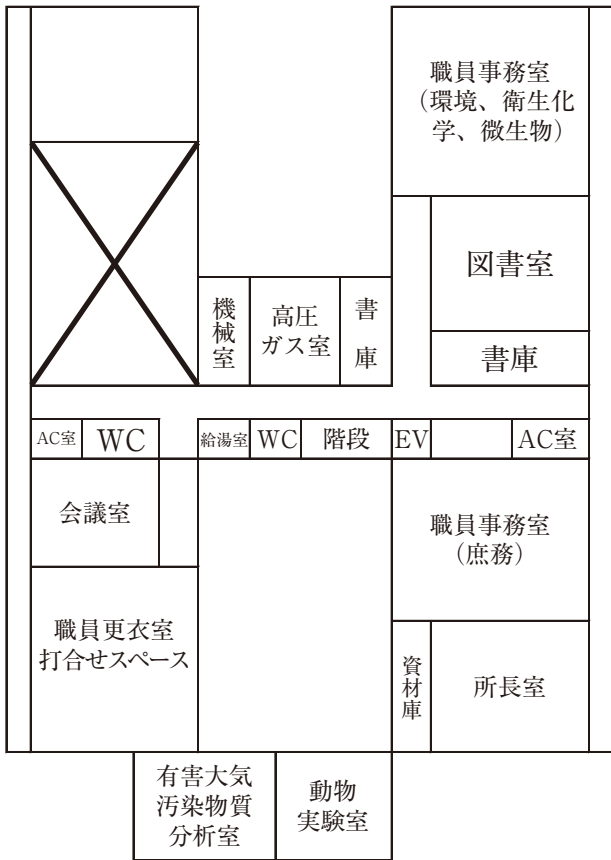 職員事務室
（環境、衛生化
学、微生物）
図書室
機械室
高圧
ガス室
書庫
書庫
AC室
WC
給湯室
WC
階段
EV
AC室
会議室
職員事務室
（庶務）
職員更衣室
打合せスペース
資材庫
所長室
有害大気
汚染物質
分析室
動物
実験室